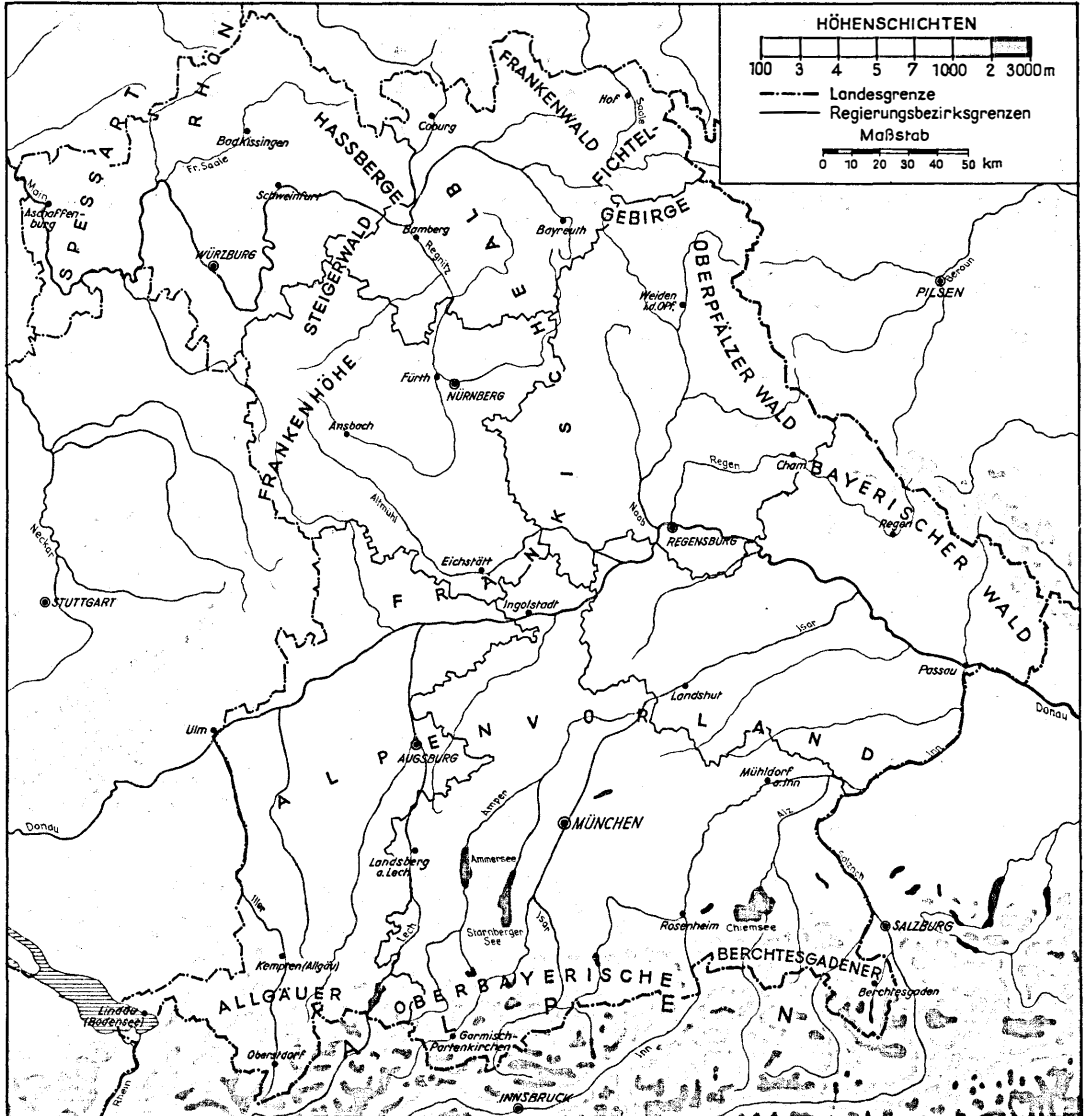 HÖHENSCHICHTEN
100 3 4 5 7 1000 2 3000m
Landesgrenze
Regierungsbezirksgrenzen
Maßstab
0 10 20 30 40 50 km
SPESSART
RHÖN
HASSBERGE
FRANKENWALD
FICHTEL-
GEBIRGE
STEIGERWALD
FRANKENHÖHE
FRÄNKISCHE
ALB
OBERPFÄLZER WALD
BAYERISCHER WALD
Hof
Saale
Coburg
Bad Kissingen
Fr. Saale
Main
Aschaffen-
burg
Schweinfurt
WÜRZBURG
Bamberg
Regnitz
Bayreuth
Weiden
i.d.OPf.
PILSEN
Beroun
Fürth
NÜRNBERG
Ansbach
Altmühl
Neckar
STUTTGART
Regen
Cham
Regen
Naab
REGENSBURG
Eichstätt
Ingolstadt
Isar
Passau
Donau
Landshut
Inn
Ulm
ALPENVORLAND
AUGSBURG
Mühldorf
a. Inn
Alz
Amper
MÜNCHEN
Donau
Landsberg
a. Lech
Ammersee
Starnberger
See
Isar
Salzach
Iller
Lech
Rosenheim
Chiemsee
SALZBURG
Kempten (Allgäu)
BERCHTESGADENER
Berchtesgaden
ALLGÄUER
OBERBAYERISCHE
ALPEN
Lindau
(Bodensee)
Oberstdorf
Garmisch-
Partenkirchen
Inn
Rhein
INNSBRUCK